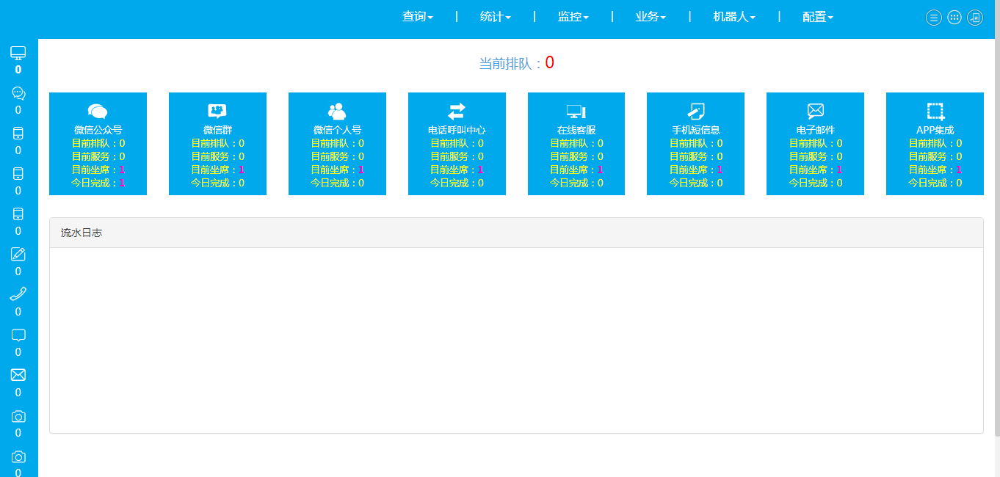 查询 | 统计 | 监控 | 业务 | 机器人 | 配置
当前排队：0
微信公众号
目前排队：0
目前服务：0
目前坐席：1
今日完成：1
微信群
目前排队：0
目前服务：0
目前坐席：1
今日完成：0
微信个人号
目前排队：0
目前服务：0
目前坐席：1
今日完成：0
电话呼叫中心
目前排队：0
目前服务：0
目前坐席：1
今日完成：0
在线客服
目前排队：0
目前服务：0
目前坐席：1
今日完成：0
手机短信息
目前排队：0
目前服务：0
目前坐席：1
今日完成：0
电子邮件
目前排队：0
目前服务：0
目前坐席：1
今日完成：0
APP集成
目前排队：0
目前服务：0
目前坐席：1
今日完成：0
流水日志
0
0
0
0
0
0
0
0
0
0
0